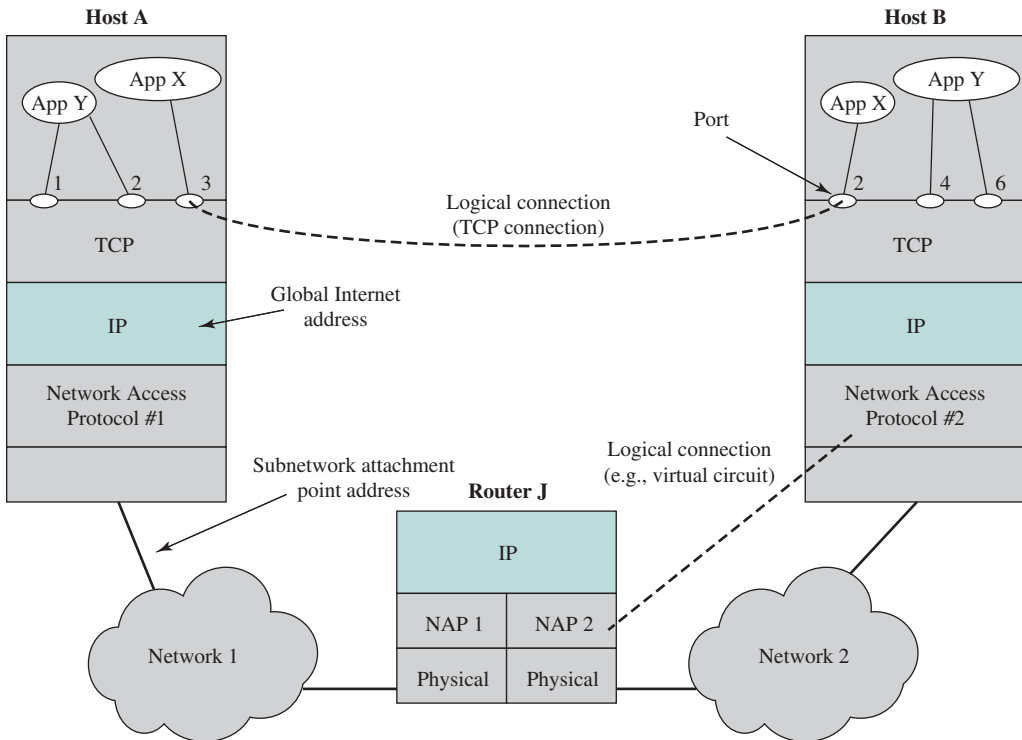 Host A
Host B
App X
App Y
App Y
App X
Port
1
2
3
2
4
6
Logical connection
(TCP connection)
TCP
TCP
Global Internet
address
IP
IP
Network Access
Protocol #1
Network Access
Protocol #2
Logical connection
(e.g., virtual circuit)
Subnetwork attachment
point address
Router J
IP
NAP 1
NAP 2
Network 1
Network 2
Physical
Physical